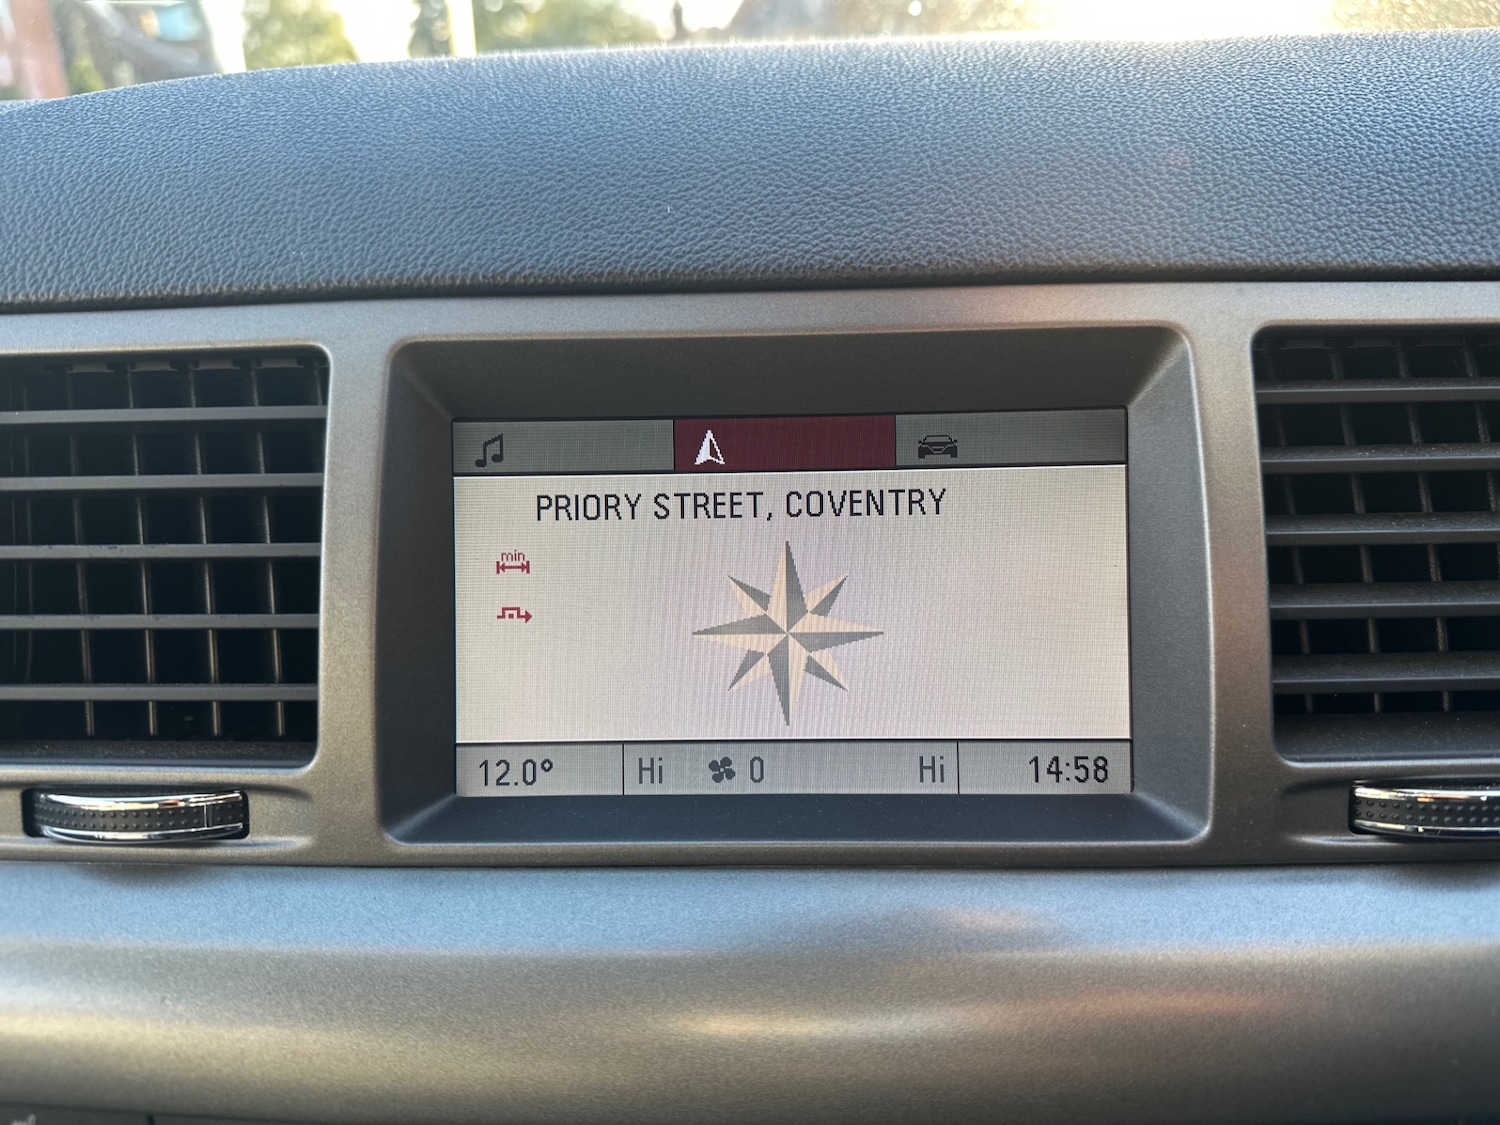 PRIORY STREET, COVENTRY
min
12.0° Hi 0 Hi 14:58